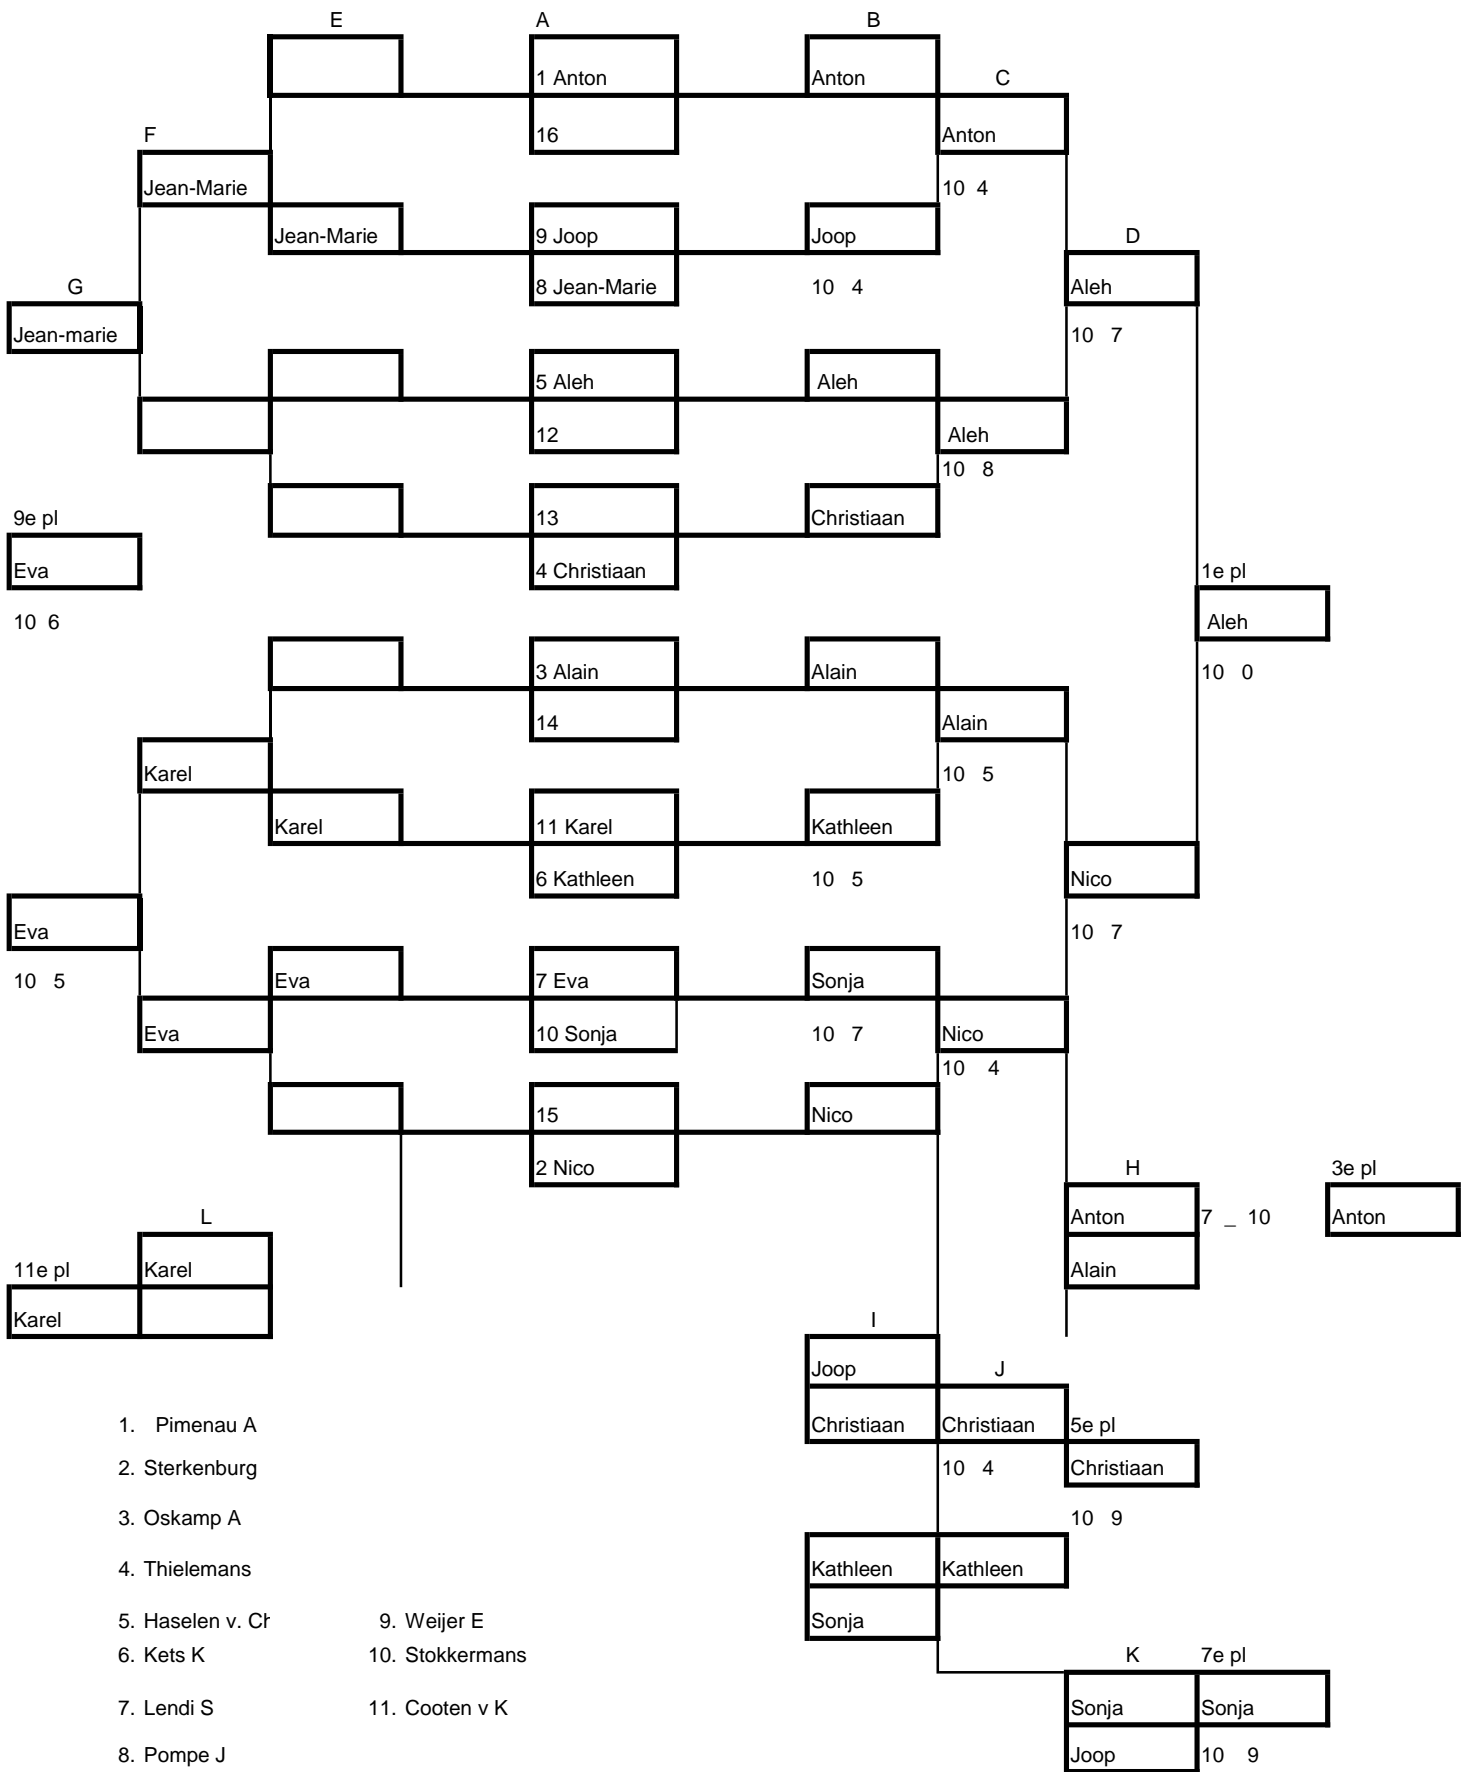 E A B
1 Anton Anton C
F 16 Anton
Jean-Marie 10 4
Jean-Marie 9 Joop Joop D
G 8 Jean-Marie 10 4 Aleh
Jean-marie 10 7
5 Aleh Aleh
12 Aleh
10 8
9e pl 13 Christiaan
Eva 4 Christiaan 1e pl
10 6 Aleh
3 Alain Alain 10 0
14 Alain
Karel 10 5
Karel 11 Karel Kathleen
6 Kathleen 10 5 Nico
Eva 10 7
10 5 Eva 7 Eva Sonja
Eva 10 Sonja 10 7 Nico
10 4
15 Nico
2 Nico H 3e pl
L Anton 7 _ 10 Anton
11e pl Karel Alain
Karel I
Joop J
1. Pimenau A Christiaan Christiaan 5e pl
2. Sterkenburg 10 4 Christiaan
3. Oskamp A 10 9
4. Thielemans Kathleen Kathleen
5. Haselen v. Ch 9. Weijer E Sonja
6. Kets K 10. Stokkermans K 7e pl
7. Lendi S 11. Cooten v K Sonja Sonja
8. Pompe J Joop 10 9